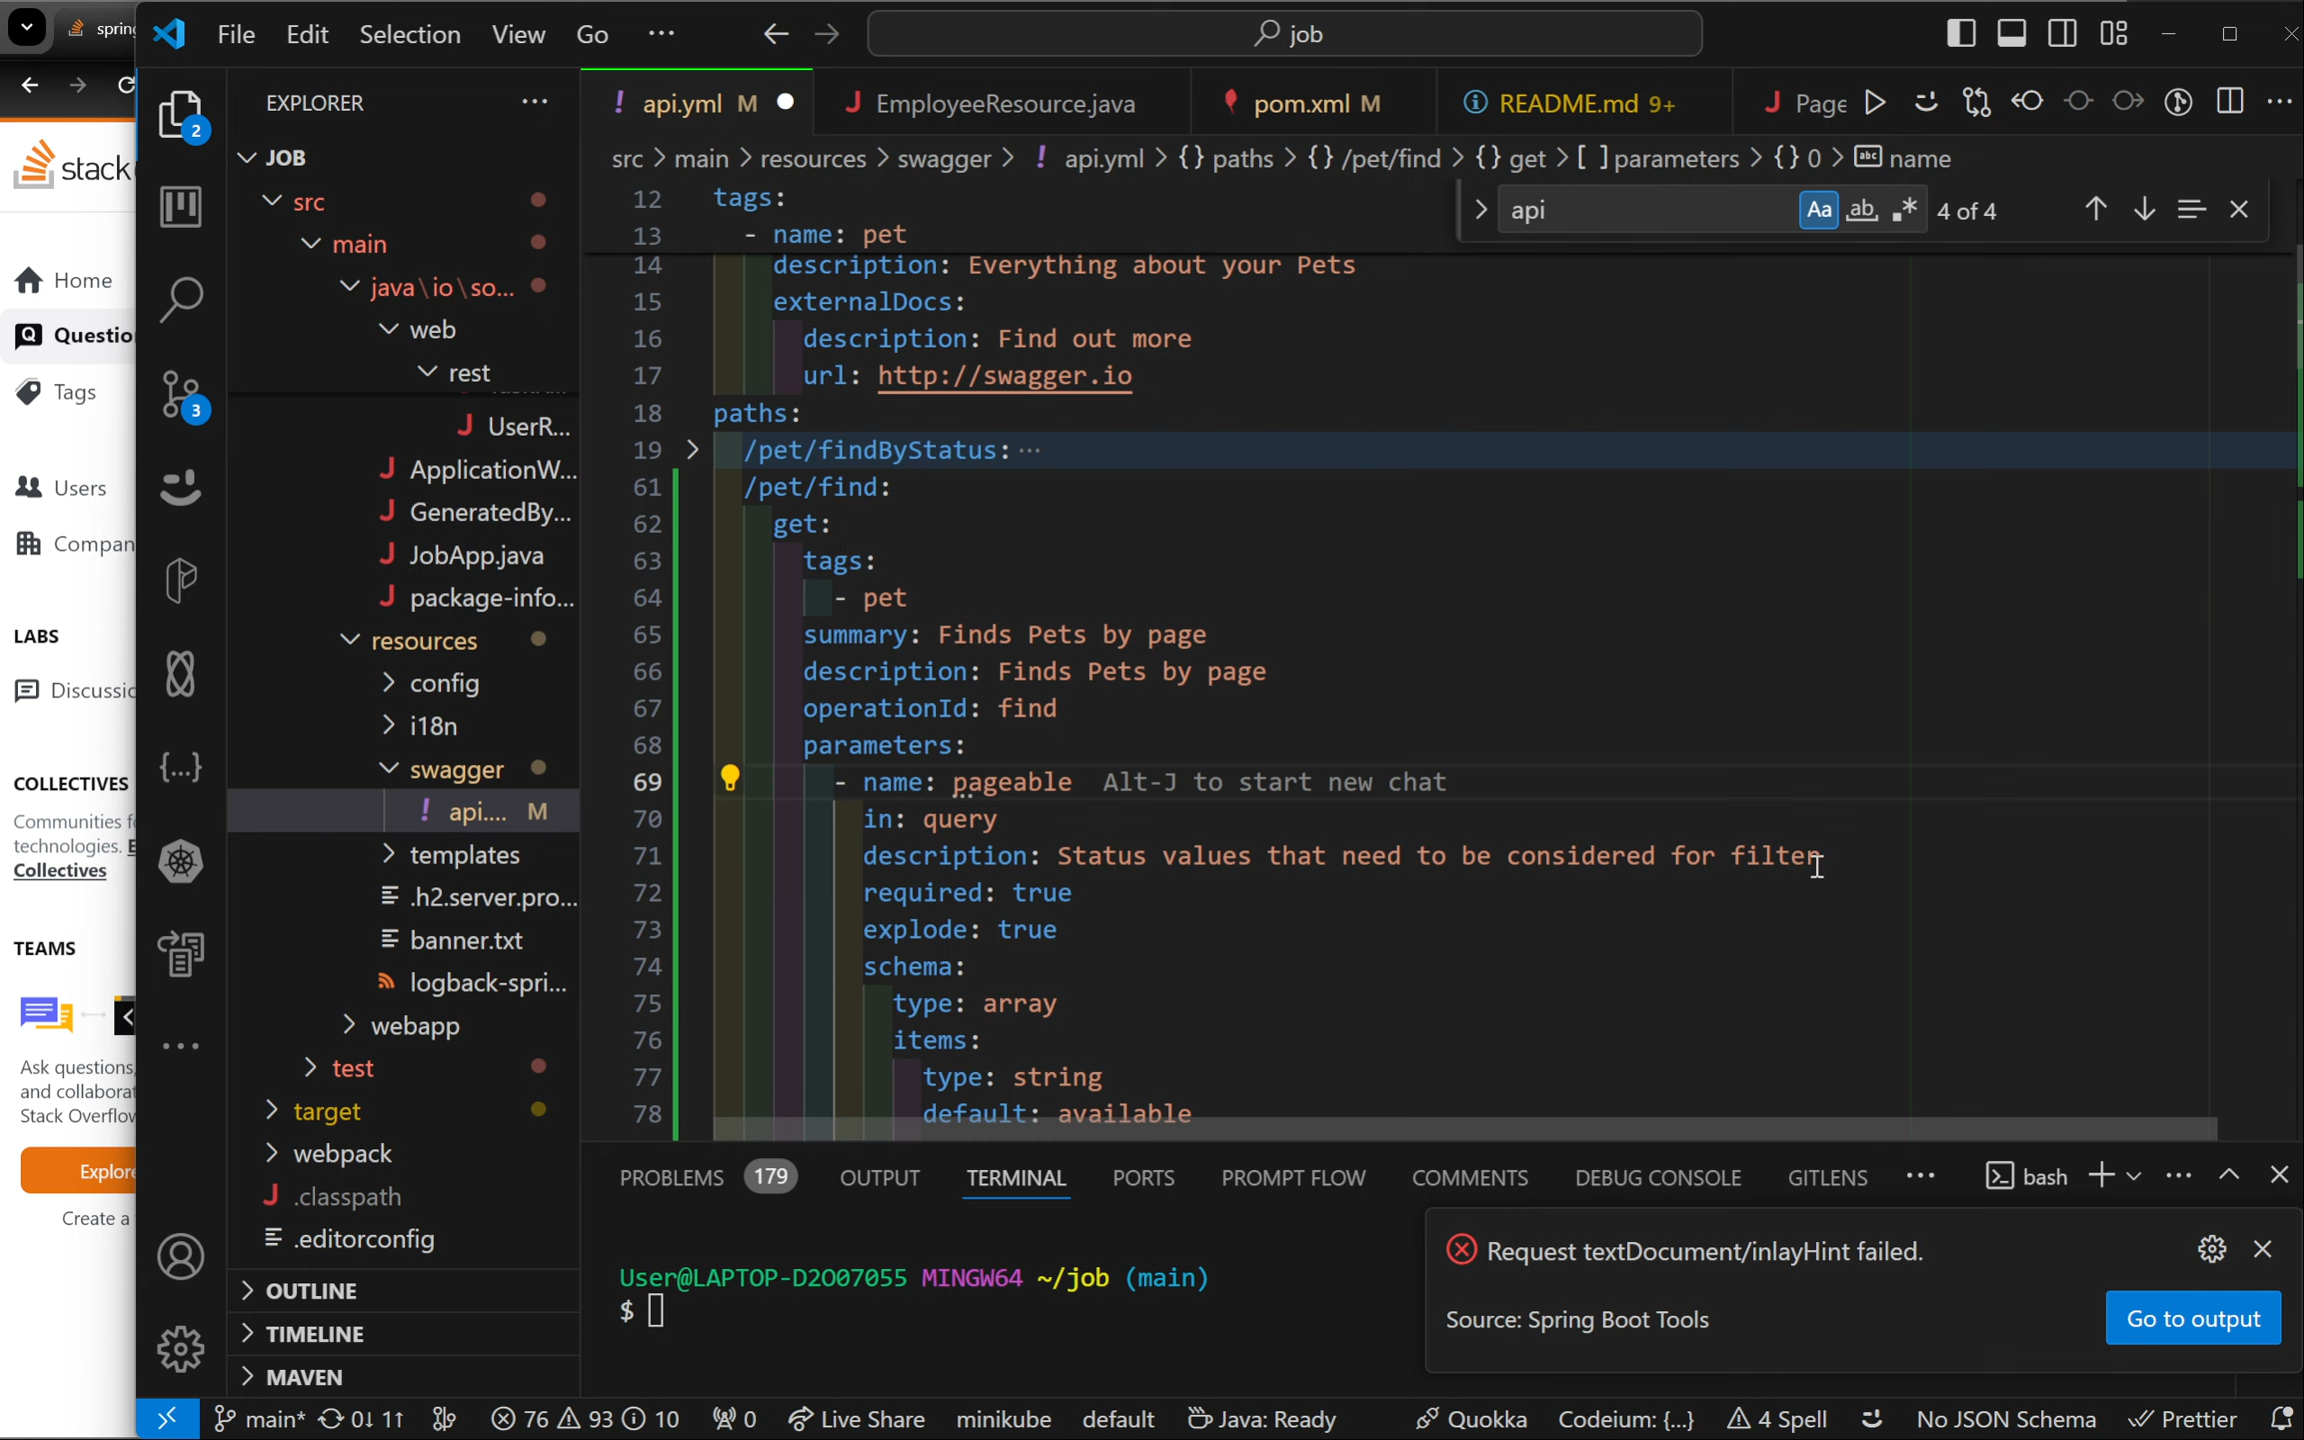 spring
File Edit Selection View Go ···
job
stack
Home
Questio
Tags
Users
Compan
LABS
Discussio
COLLECTIVES
Communities f
technologies.
Collectives
TEAMS
Ask questions,
and collabora
Stack Overflow
Explore
Create a
2
3
EXPLORER
JOB
src
main
java\io\so...
web
rest
UserR...
ApplicationW...
GeneratedBy...
JobApp.java
package-info...
resources
config
i18n
swagger
api.... M
templates
.h2.server.pro...
banner.txt
logback-spri...
webapp
test
target
webpack
.classpath
.editorconfig
OUTLINE
TIMELINE
MAVEN
api.yml M
EmployeeResource.java
pom.xml M
README.md 9+
Page
src > main > resources > swagger > ! api.yml > {} paths > {} /pet/find > {} get > [ ] parameters > {} 0 > abc name
api Aa ab .* 4 of 4
12 tags:
13 - name: pet
14 description: Everything about your Pets
15 externalDocs:
16 description: Find out more
17 url: http://swagger.io
18 paths:
19 /pet/findByStatus: ···
61 /pet/find:
62 get:
63 tags:
64 - pet
65 summary: Finds Pets by page
66 description: Finds Pets by page
67 operationId: find
68 parameters:
69 - name: pageable Alt-J to start new chat
70 in: query
71 description: Status values that need to be considered for filter
72 required: true
73 explode: true
74 schema:
75 type: array
76 items:
77 type: string
78 default: available
PROBLEMS 179 OUTPUT TERMINAL PORTS PROMPT FLOW COMMENTS DEBUG CONSOLE GITLENS ··· bash
User@LAPTOP-D2O07055 MINGW64 ~/job (main)
$
Request textDocument/inlayHint failed.
Source: Spring Boot Tools
Go to output
main* 0↓ 1↑ 76 93 10 0 Live Share minikube default Java: Ready Quokka Codeium: {...} 4 Spell No JSON Schema Prettier